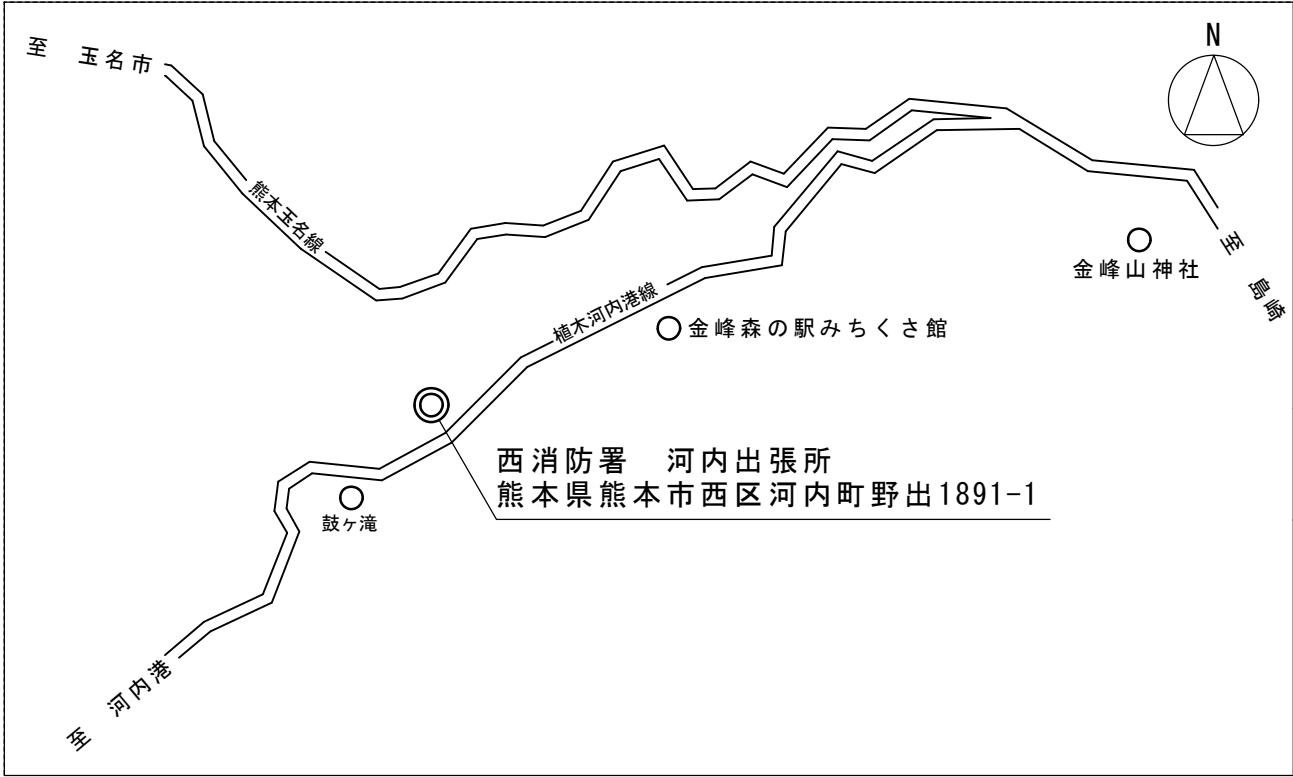 N
至　玉名市
熊本玉名線
至　島崎
金峰山神社
植木河内港線
金峰森の駅みちくさ館
西消防署　河内出張所
熊本県熊本市西区河内町野出1891-1
鼓ヶ滝
至　河内港